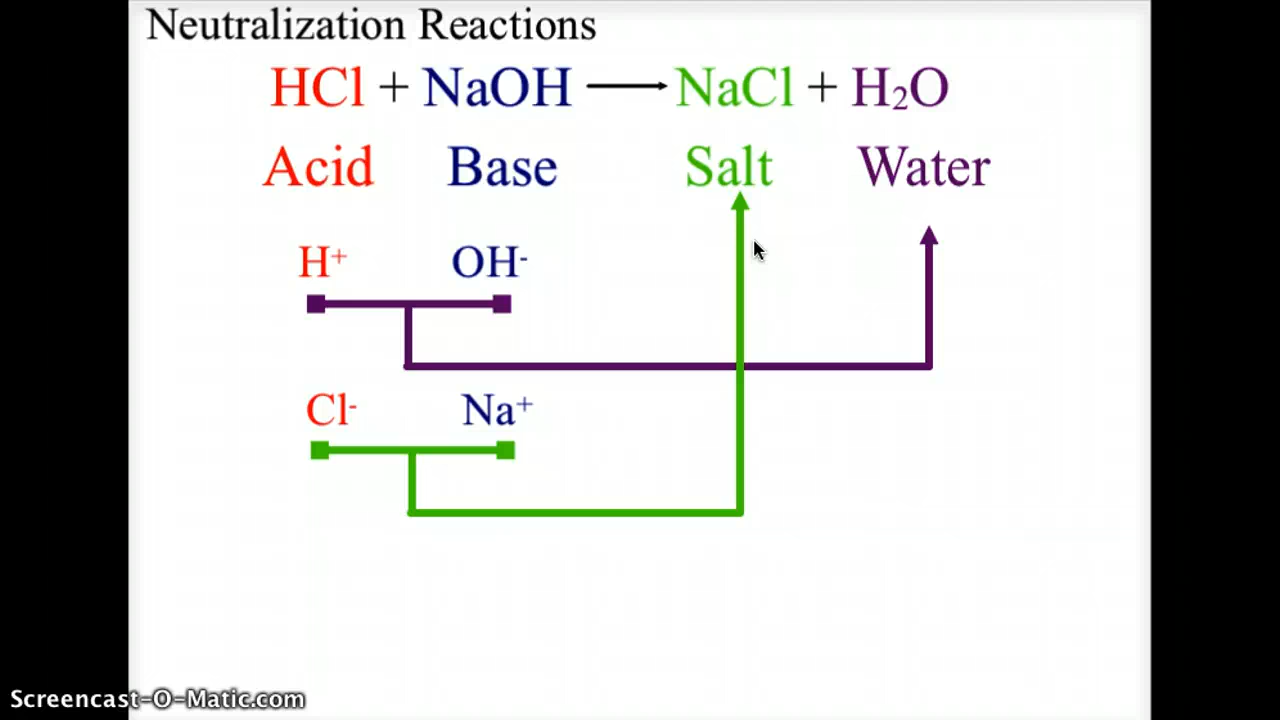 Neutralization Reactions
HCl + NaOH ⟶ NaCl + H₂O
Acid Base Salt Water
H⁺ OH⁻
Cl⁻ Na⁺
Screencast-O-Matic.com